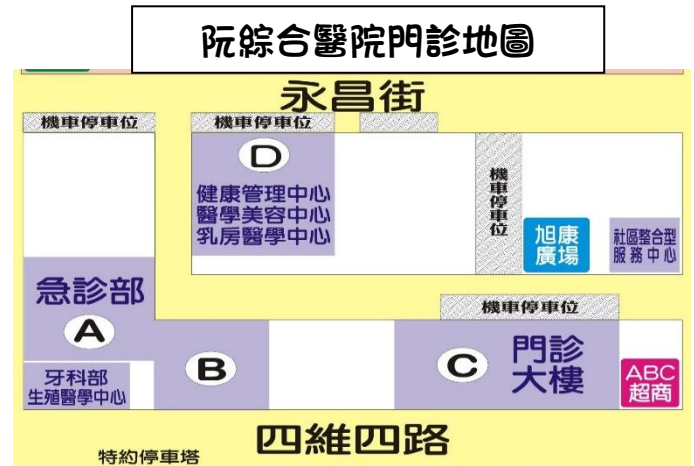 阮綜合醫院門診地圖
永昌街
機車停車位
機車停車位
D
健康管理中心
醫學美容中心
乳房醫學中心
機車停車位
旭康
廣場
社區整合型
服務中心
急診部
A
機車停車位
B
C
門診
大樓
ABC
超商
牙科部
生殖醫學中心
四維四路
特約停車塔